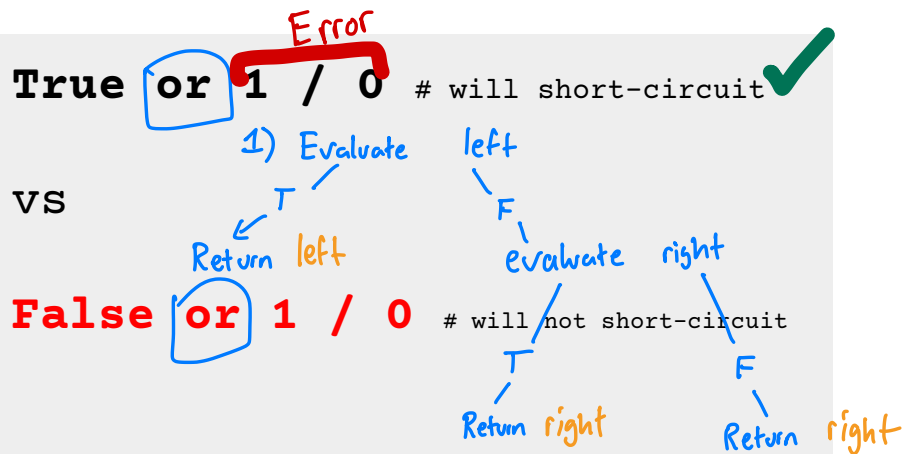 Error
True or 1 / 0 # will short-circuit
1) Evaluate left
vs
T F
Return left
evaluate right
False or 1 / 0 # will not short-circuit
T F
Return right
Return right